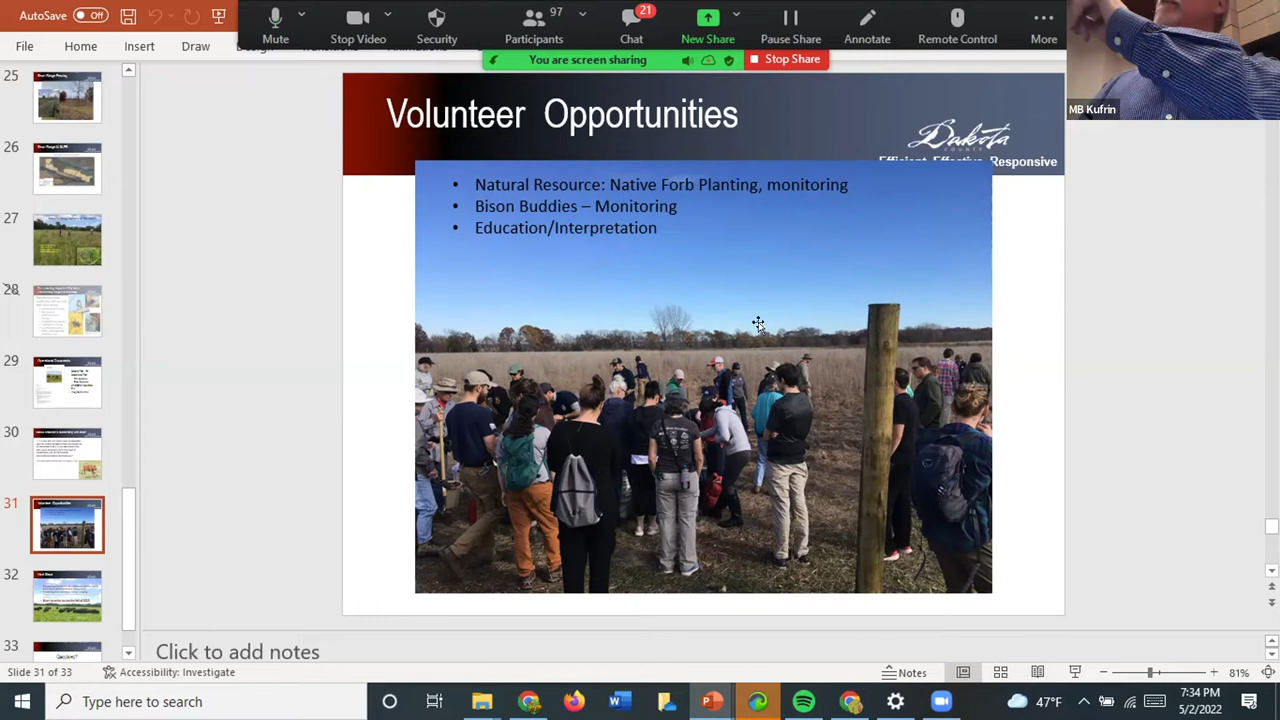 AutoSave Off
Mute
Stop Video
Security
97
Participants
21
Chat
New Share
Pause Share
Annotate
Remote Control
More
File
Home
Insert
Draw
You are screen sharing
Stop Share
MB Kufrin
25
26
27
28
29
30
31
32
33
Volunteer Opportunities
Dakota
COUNTY
Efficient Effective Responsive
• Natural Resource: Native Forb Planting, monitoring
• Bison Buddies – Monitoring
• Education/Interpretation
Click to add notes
Slide 31 of 33
Accessibility: Investigate
Notes
81%
Type here to search
47°F
7:34 PM
5/2/2022